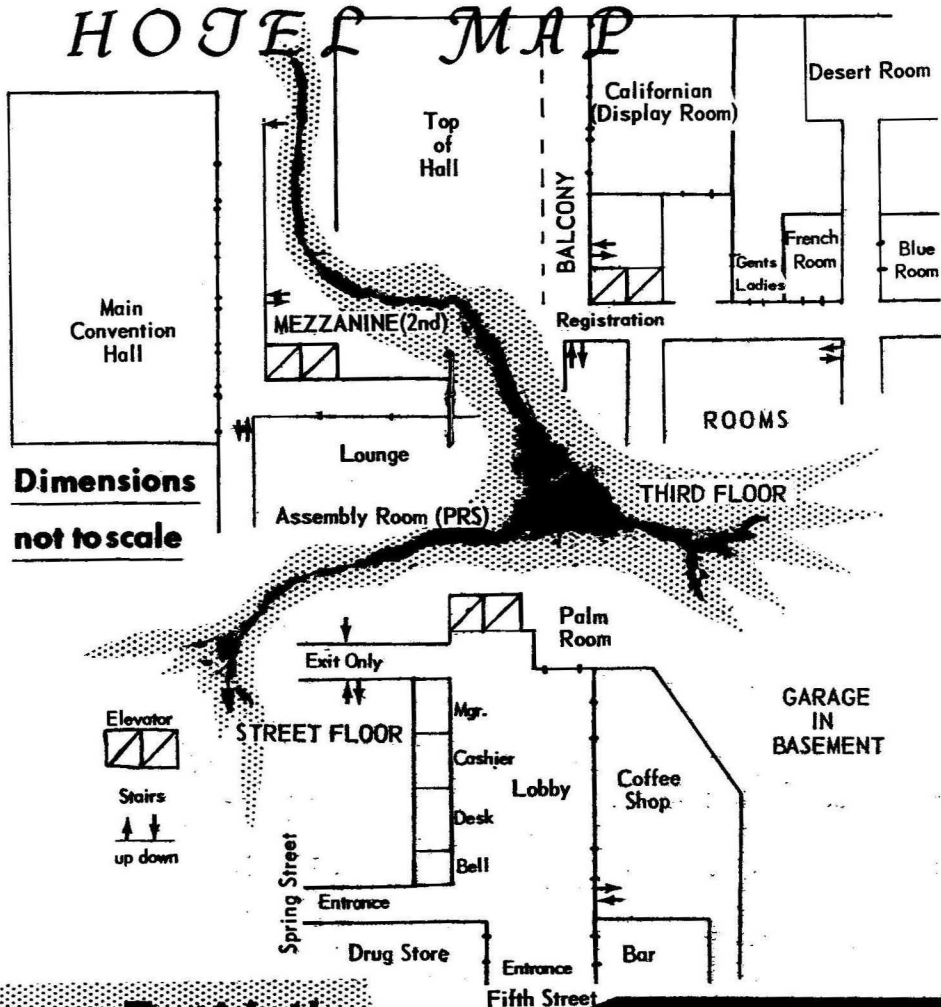 HOTEL MAP
Desert Room
Californian
(Display Room)
Top
of
Hall
BALCONY
French
Room
Gents
Ladies
Blue
Room
Main
Convention
Hall
MEZZANINE(2nd)
Registration
ROOMS
Lounge
Dimensions
not to scale
THIRD FLOOR
Assembly Room (PRS)
Palm
Room
Exit Only
GARAGE
IN
BASEMENT
Elevator
STREET FLOOR
Mgr.
Cashier
Lobby
Coffee
Shop
Stairs
Desk
up down
Bell
Spring Street
Entrance
Drug Store
Entrance
Bar
Fifth Street